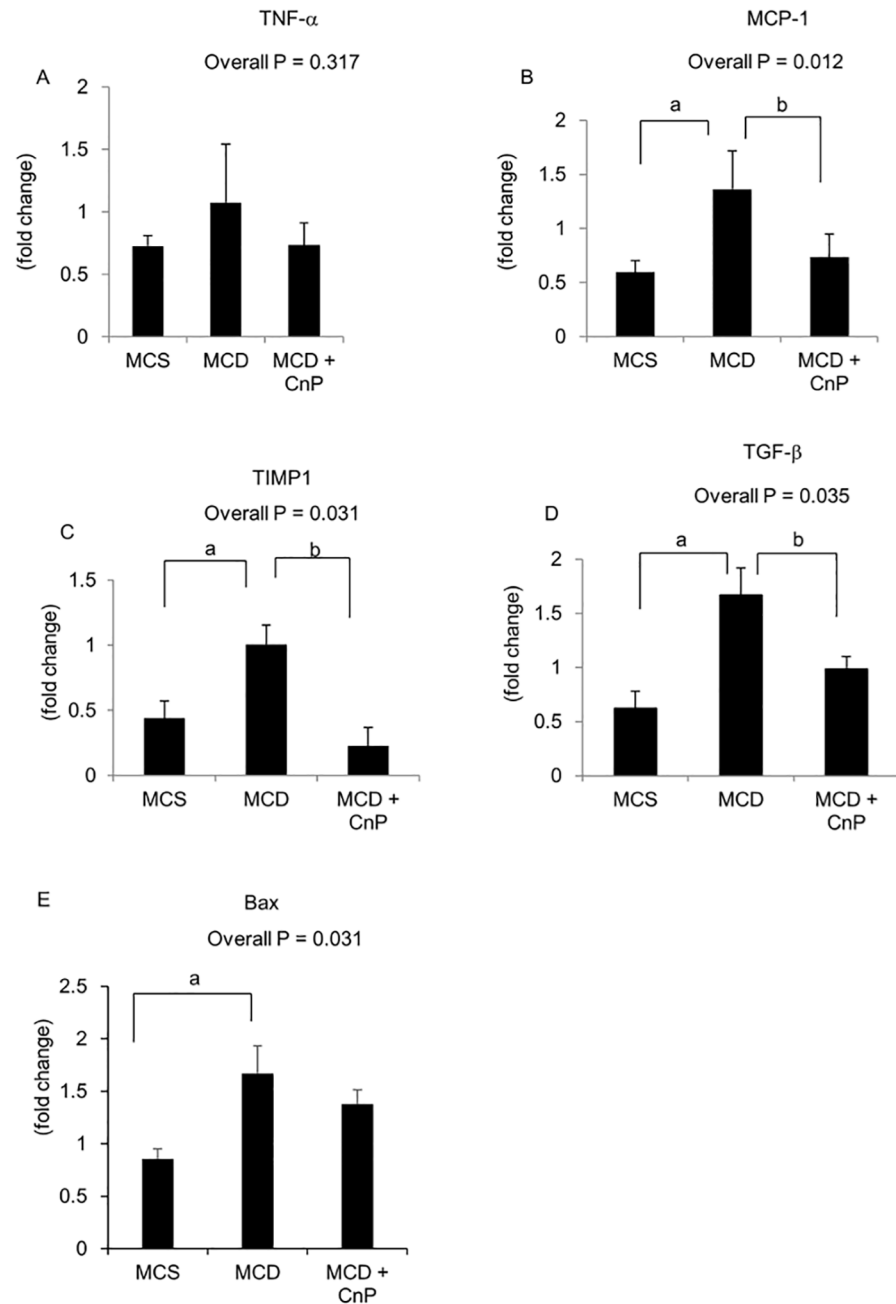 TNF-α
Overall P = 0.317
A
2
1.5
1
0.5
0
(fold change)
MCS
MCD
MCD +
CnP
MCP-1
Overall P = 0.012
B
a
b
2
1.5
1
0.5
0
(fold change)
MCS
MCD
MCD +
CnP
TIMP1
Overall P = 0.031
C
a
b
1.5
1
0.5
0
(fold change)
MCS
MCD
MCD +
CnP
TGF-β
Overall P = 0.035
D
a
b
2
1.5
1
0.5
0
(fold change)
MCS
MCD
MCD +
CnP
E
Bax
Overall P = 0.031
a
2.5
2
1.5
1
0.5
0
(fold change)
MCS
MCD
MCD +
CnP